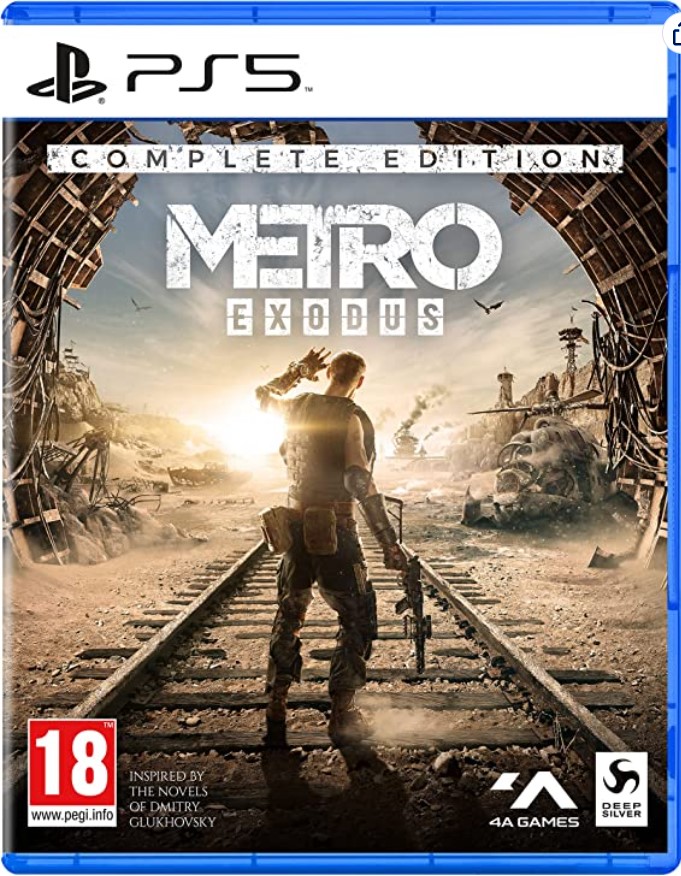 PS5
COMPLETE EDITION
METRO
EXODUS
18
www.pegi.info
INSPIRED BY
THE NOVELS
OF DMITRY
GLUKHOVSKY
4A GAMES
DEEP
SILVER